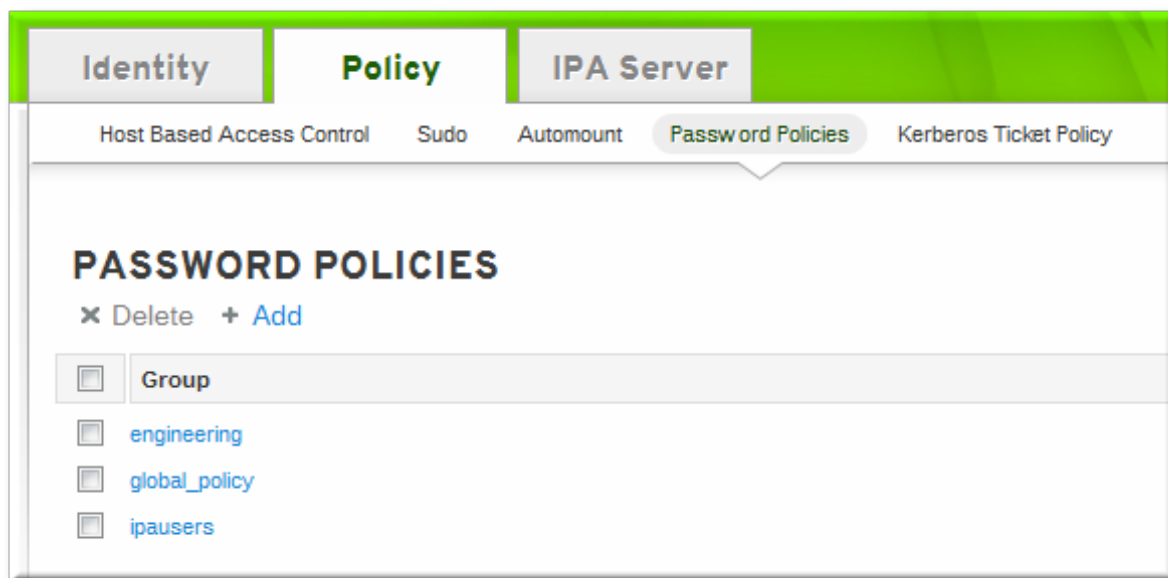 Identity Policy IPA Server
Host Based Access Control Sudo Automount Password Policies Kerberos Ticket Policy
PASSWORD POLICIES
Delete Add
Group
engineering
global_policy
ipausers